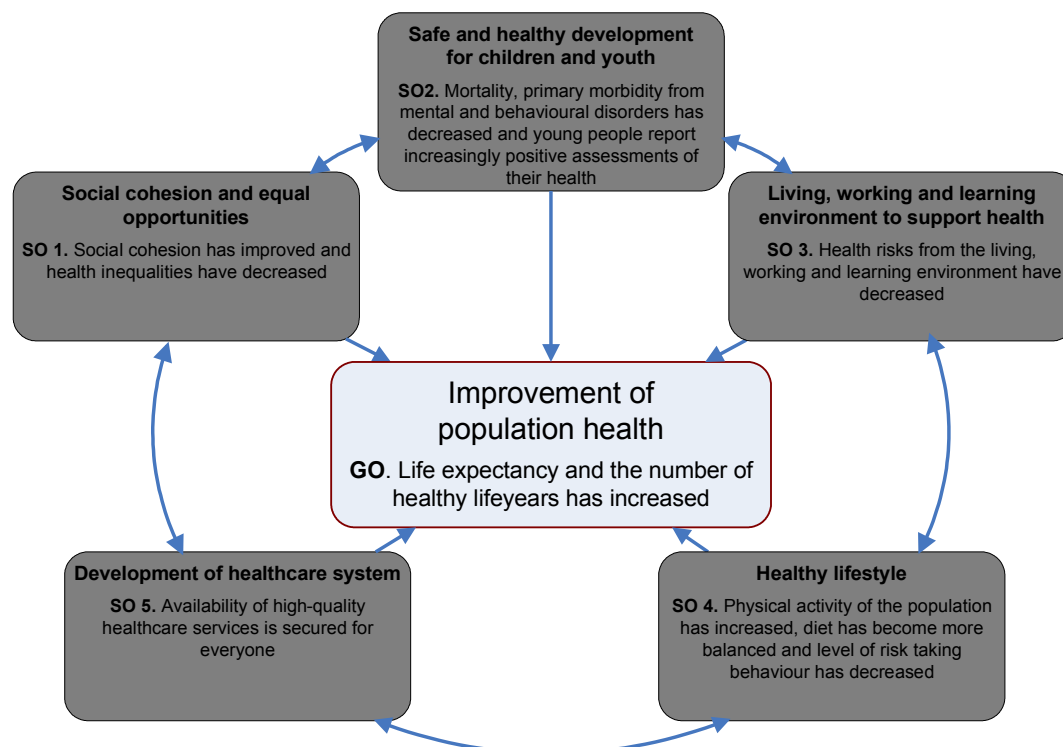 Safe and healthy development
for children and youth
SO2. Mortality, primary morbidity from
mental and behavioural disorders has
decreased and young people report
increasingly positive assessments of
their health
Social cohesion and equal
opportunities
SO 1. Social cohesion has improved and
health inequalities have decreased
Living, working and learning
environment to support health
SO 3. Health risks from the living,
working and learning environment have
decreased
Improvement of
population health
GO. Life expectancy and the number of
healthy lifeyears has increased
Development of healthcare system
SO 5. Availability of high-quality
healthcare services is secured for
everyone
Healthy lifestyle
SO 4. Physical activity of the population
has increased, diet has become more
balanced and level of risk taking
behaviour has decreased